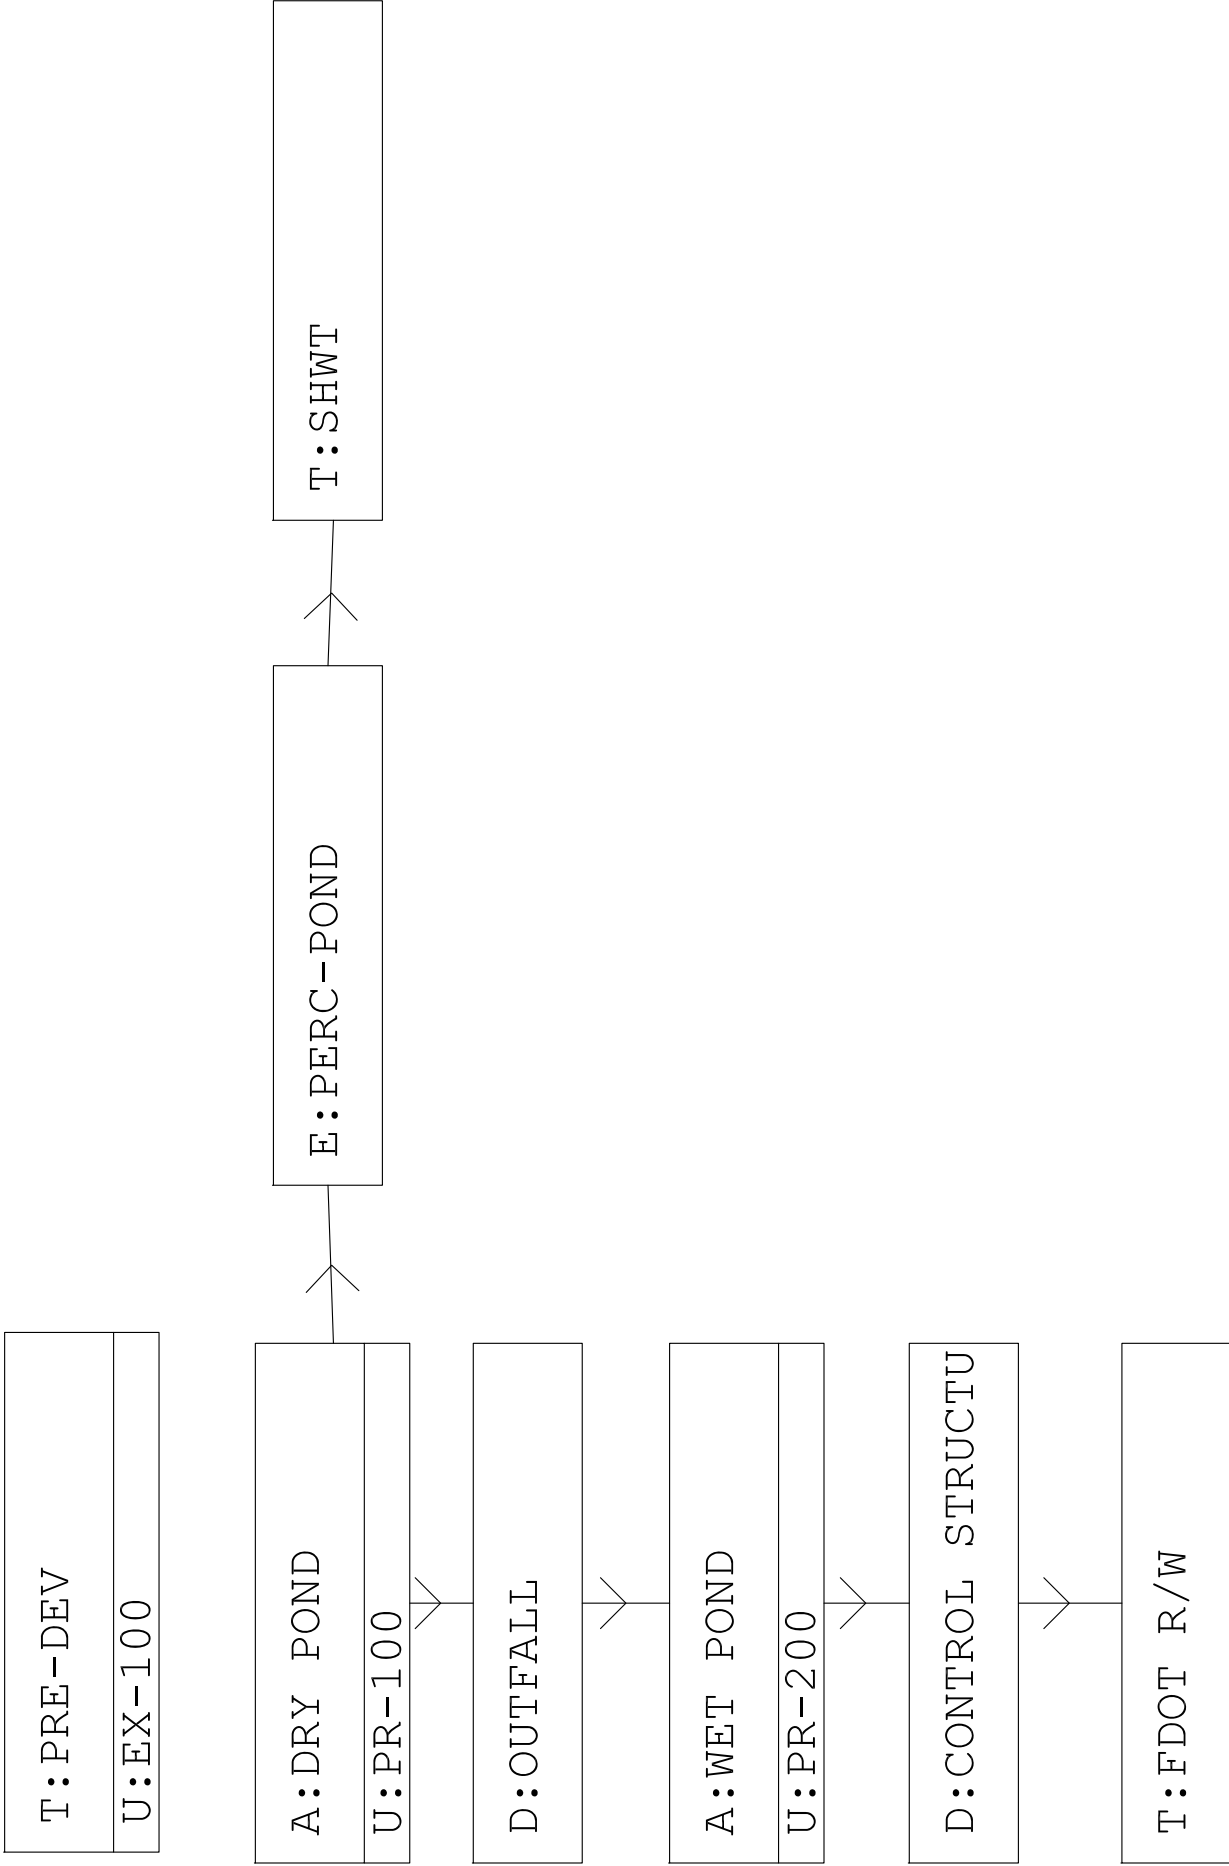 T:PRE-DEV
U:EX-100
A:DRY POND
U:PR-100
E:PERC-POND
T:SHWT
D:OUTFALL
A:WET POND
U:PR-200
D:CONTROL STRUCTU
T:FDOT R/W